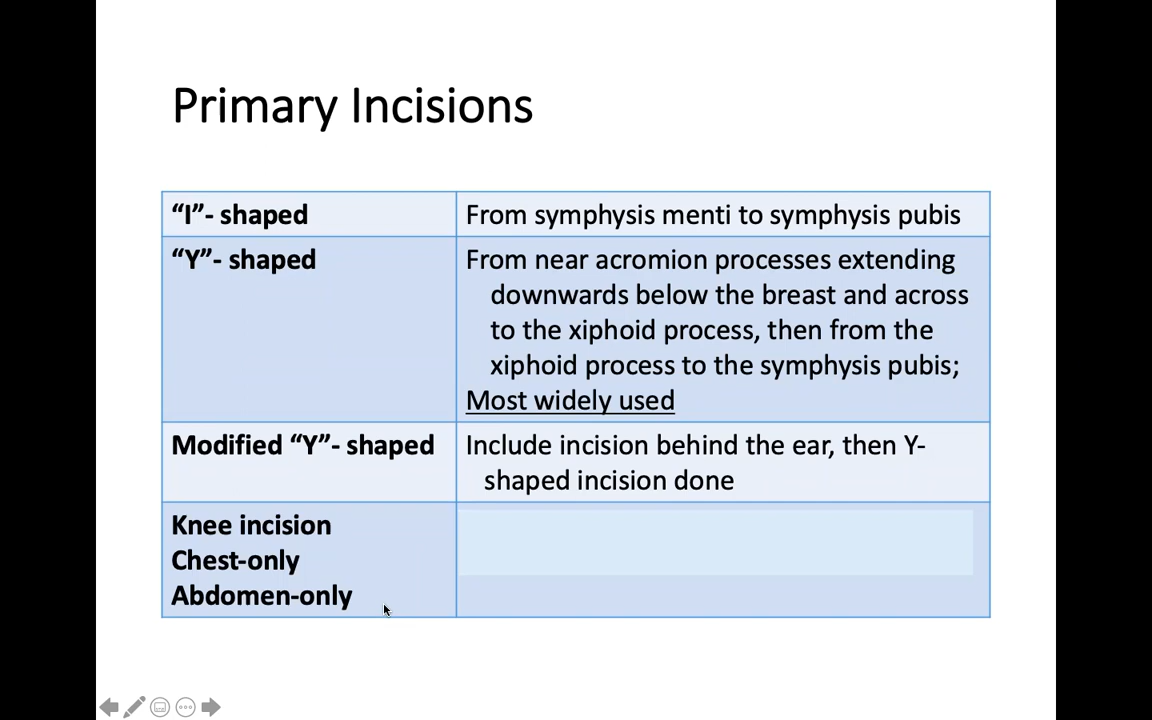 Primary Incisions
“I”- shaped
From symphysis menti to symphysis pubis
“Y”- shaped
From near acromion processes extending
downwards below the breast and across
to the xiphoid process, then from the
xiphoid process to the symphysis pubis;
Most widely used
Modified “Y”- shaped
Include incision behind the ear, then Y-
shaped incision done
Knee incision
Chest-only
Abdomen-only